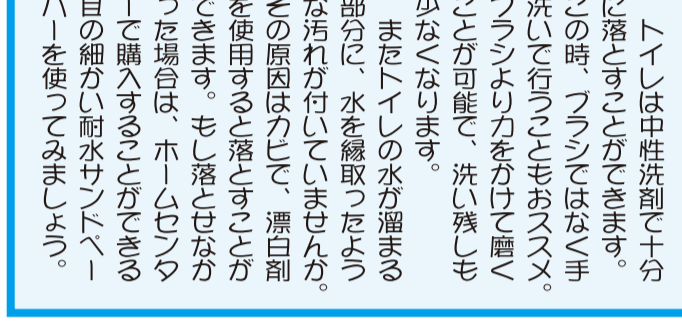 トイレは中性洗剤で十分
に落とすことができます。
この時、ブラシではなく手
洗いで行うこともおススメ。
ブラシより力をかけて磨く
ことが可能で、洗い残しも
少なくなります。
またトイレの水が溜まる
部分に、水を縁取ったよう
な汚れが付いていませんか。
その原因はカビで、漂白剤
を使用すると落とすことが
できます。もし落とせなか
った場合は、ホームセンタ
ーで購入することができる
目の細かい耐水サンドペー
パーを使ってみましょう。